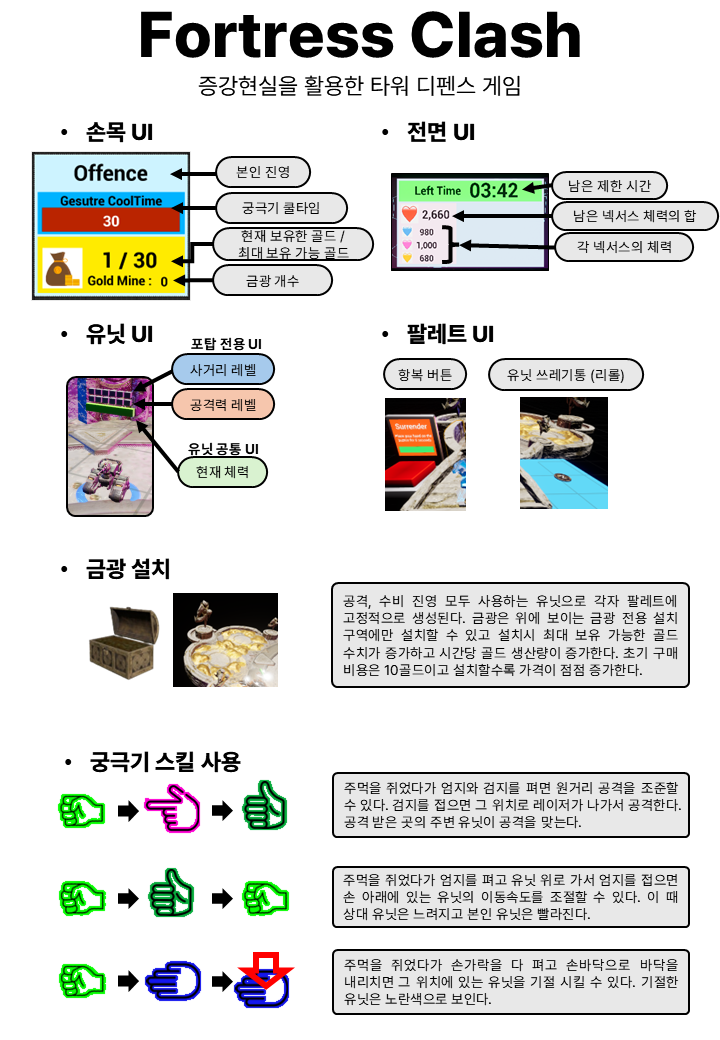 Fortress Clash
증강현실을 활용한 타워 디펜스 게임
• 손목 UI
Offence
Gesutre CoolTime
30
1 / 30
Gold Mine : 0
본인 진영
궁극기 쿨타임
현재 보유한 골드 /
최대 보유 가능 골드
금광 개수
• 전면 UI
Left Time 03:42
2,660
980
1,000
680
남은 제한 시간
남은 넥서스 체력의 합
각 넥서스의 체력
• 유닛 UI
포탑 전용 UI
사거리 레벨
공격력 레벨
유닛 공통 UI
현재 체력
• 팔레트 UI
항복 버튼
유닛 쓰레기통 (리롤)
Surrender
• 금광 설치
공격, 수비 진영 모두 사용하는 유닛으로 각자 팔레트에
고정적으로 생성된다. 금광은 위에 보이는 금광 전용 설치
구역에만 설치할 수 있고 설치시 최대 보유 가능한 골드
수치가 증가하고 시간당 골드 생산량이 증가한다. 초기 구매
비용은 10골드이고 설치할수록 가격이 점점 증가한다.
• 궁극기 스킬 사용
주먹을 쥐었다가 엄지와 검지를 펴면 원거리 공격을 조준할
수 있다. 검지를 접으면 그 위치로 레이저가 나가서 공격한다.
공격 받은 곳의 주변 유닛이 공격을 맞는다.
주먹을 쥐었다가 엄지를 펴고 유닛 위로 가서 엄지를 접으면
손 아래에 있는 유닛의 이동속도를 조절할 수 있다. 이 때
상대 유닛은 느려지고 본인 유닛은 빨라진다.
주먹을 쥐었다가 손가락을 다 펴고 손바닥으로 바닥을
내리치면 그 위치에 있는 유닛을 기절 시킬 수 있다. 기절한
유닛은 노란색으로 보인다.